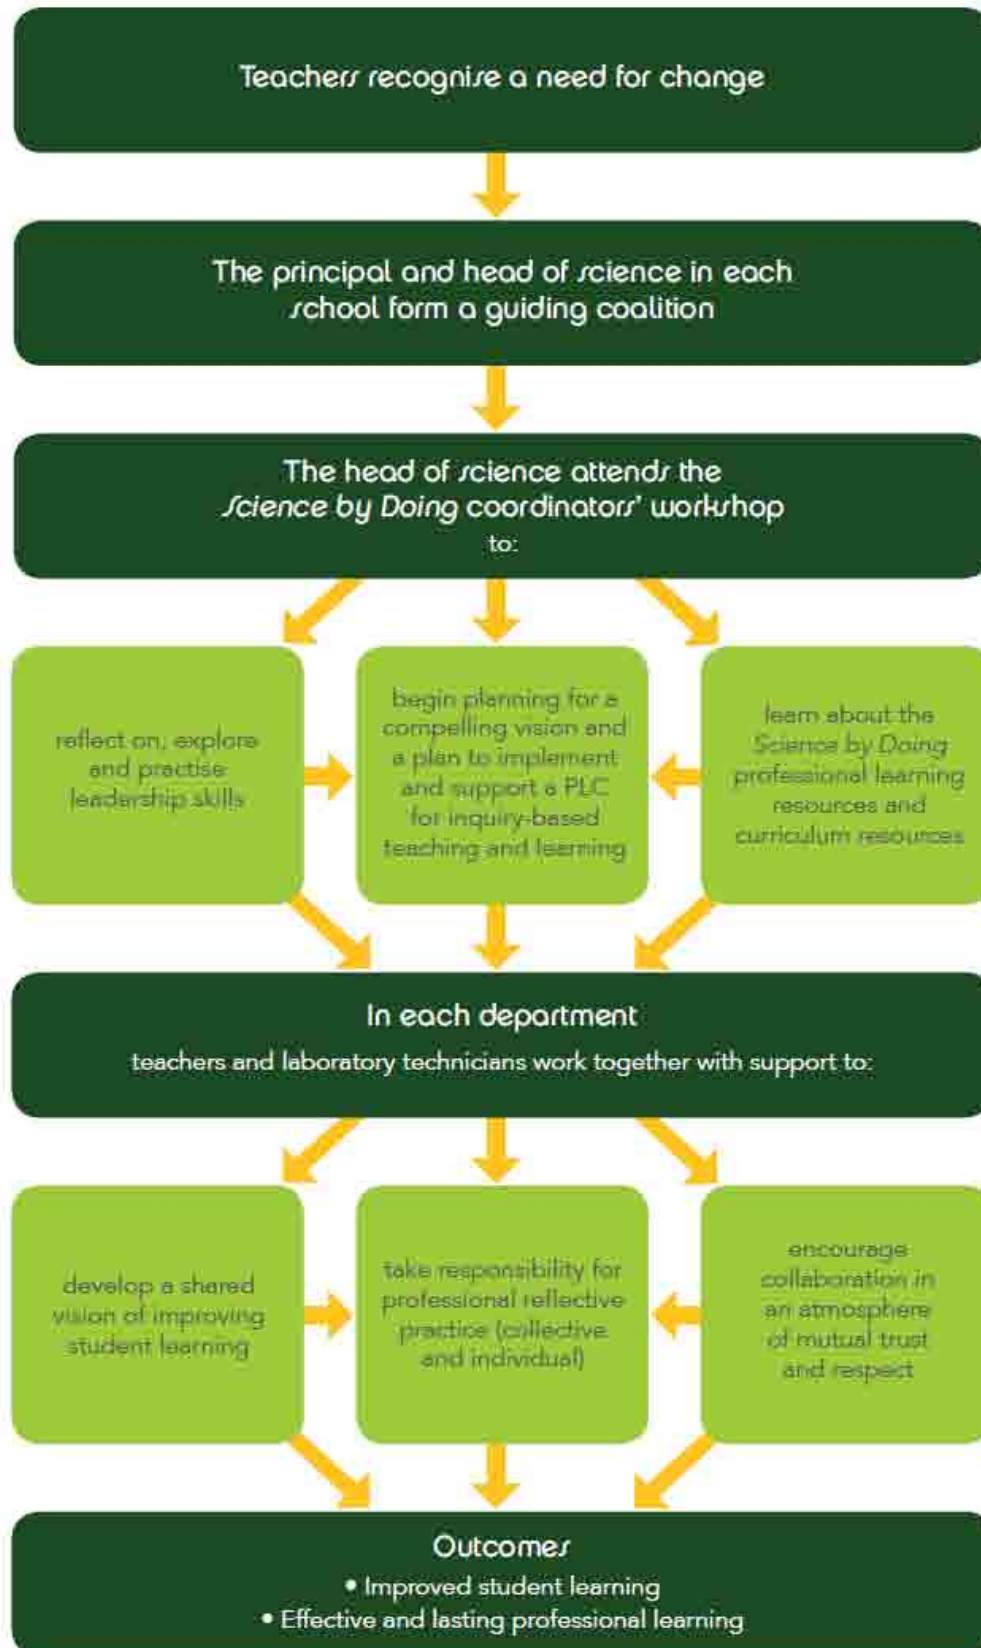 Teachers recognise a need for change
The principal and head of science in each
school form a guiding coalition
The head of science attends the
Science by Doing coordinators' workshop
to:
reflect on, explore
and practise
leadership skills
begin planning for a
compelling vision and
a plan to implement
and support a PLC
for inquiry-based
teaching and learning
learn about the
Science by Doing
professional learning
resources and
curriculum resources
In each department
teachers and laboratory technicians work together with support to:
develop a shared
vision of improving
student learning
take responsibility for
professional reflective
practice (collective
and individual)
encourage
collaboration in
an atmosphere
of mutual trust
and respect
Outcomes
• Improved student learning
• Effective and lasting professional learning